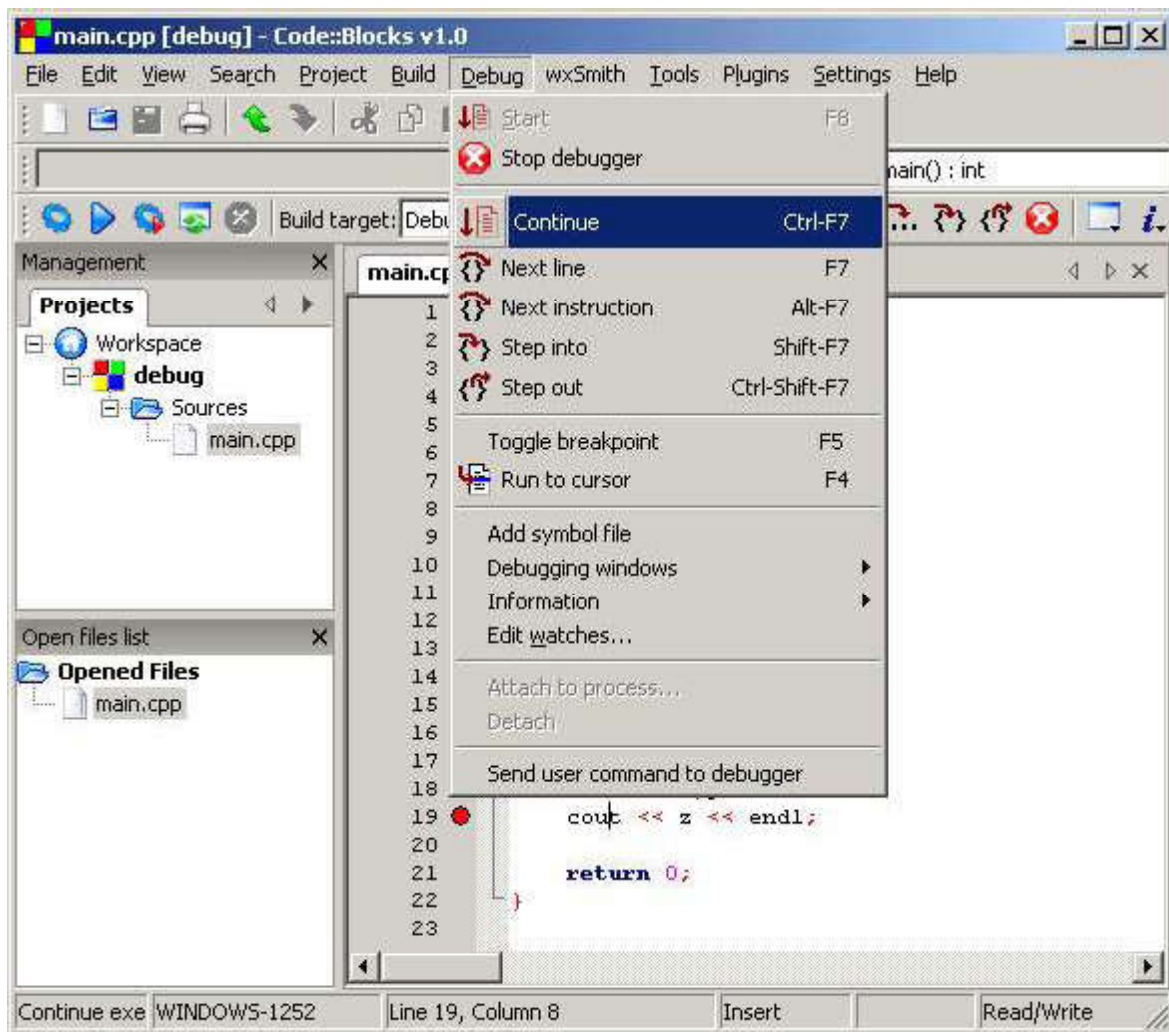 main.cpp [debug] - Code::Blocks v1.0
File Edit View Search Project Build Debug wxSmith Tools Plugins Settings Help
Start F8
Stop debugger
main() : int
Build target:
Continue Ctrl-F7
Management
Next line F7
Projects
Next instruction Alt-F7
Workspace
Step into Shift-F7
debug
Step out Ctrl-Shift-F7
Sources
main.cpp
Toggle breakpoint F5
Run to cursor F4
Add symbol file
Debugging windows
Information
Edit watches...
Open files list
Opened Files
main.cpp
Attach to process...
Detach
Send user command to debugger
1
2
3
4
5
6
7
8
9
10
11
12
13
14
15
16
17
18
19 cout << z << endl;
20
21 return 0;
22 }
23
Continue exe WINDOWS-1252 Line 19, Column 8 Insert Read/Write